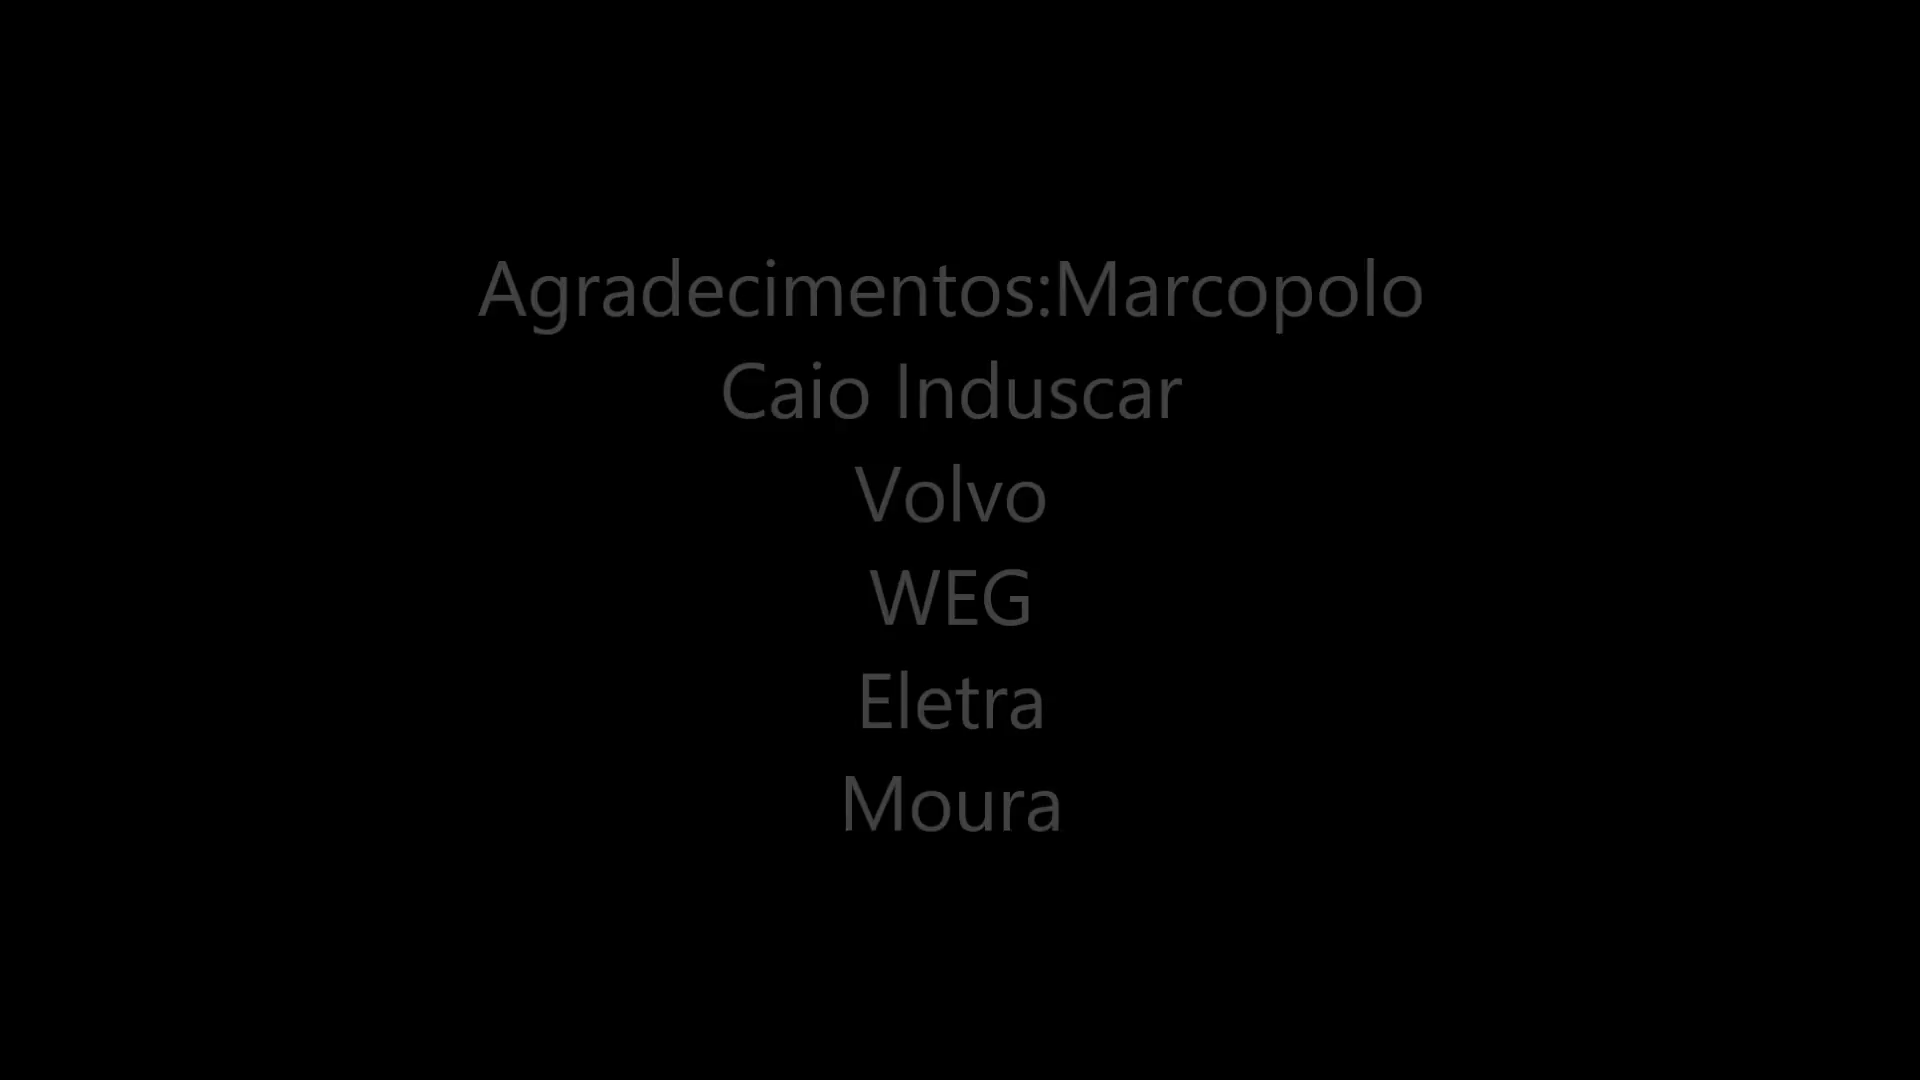 Agradecimentos:Marcopolo
Caio Induscar
Volvo
WEG
Eletra
Moura